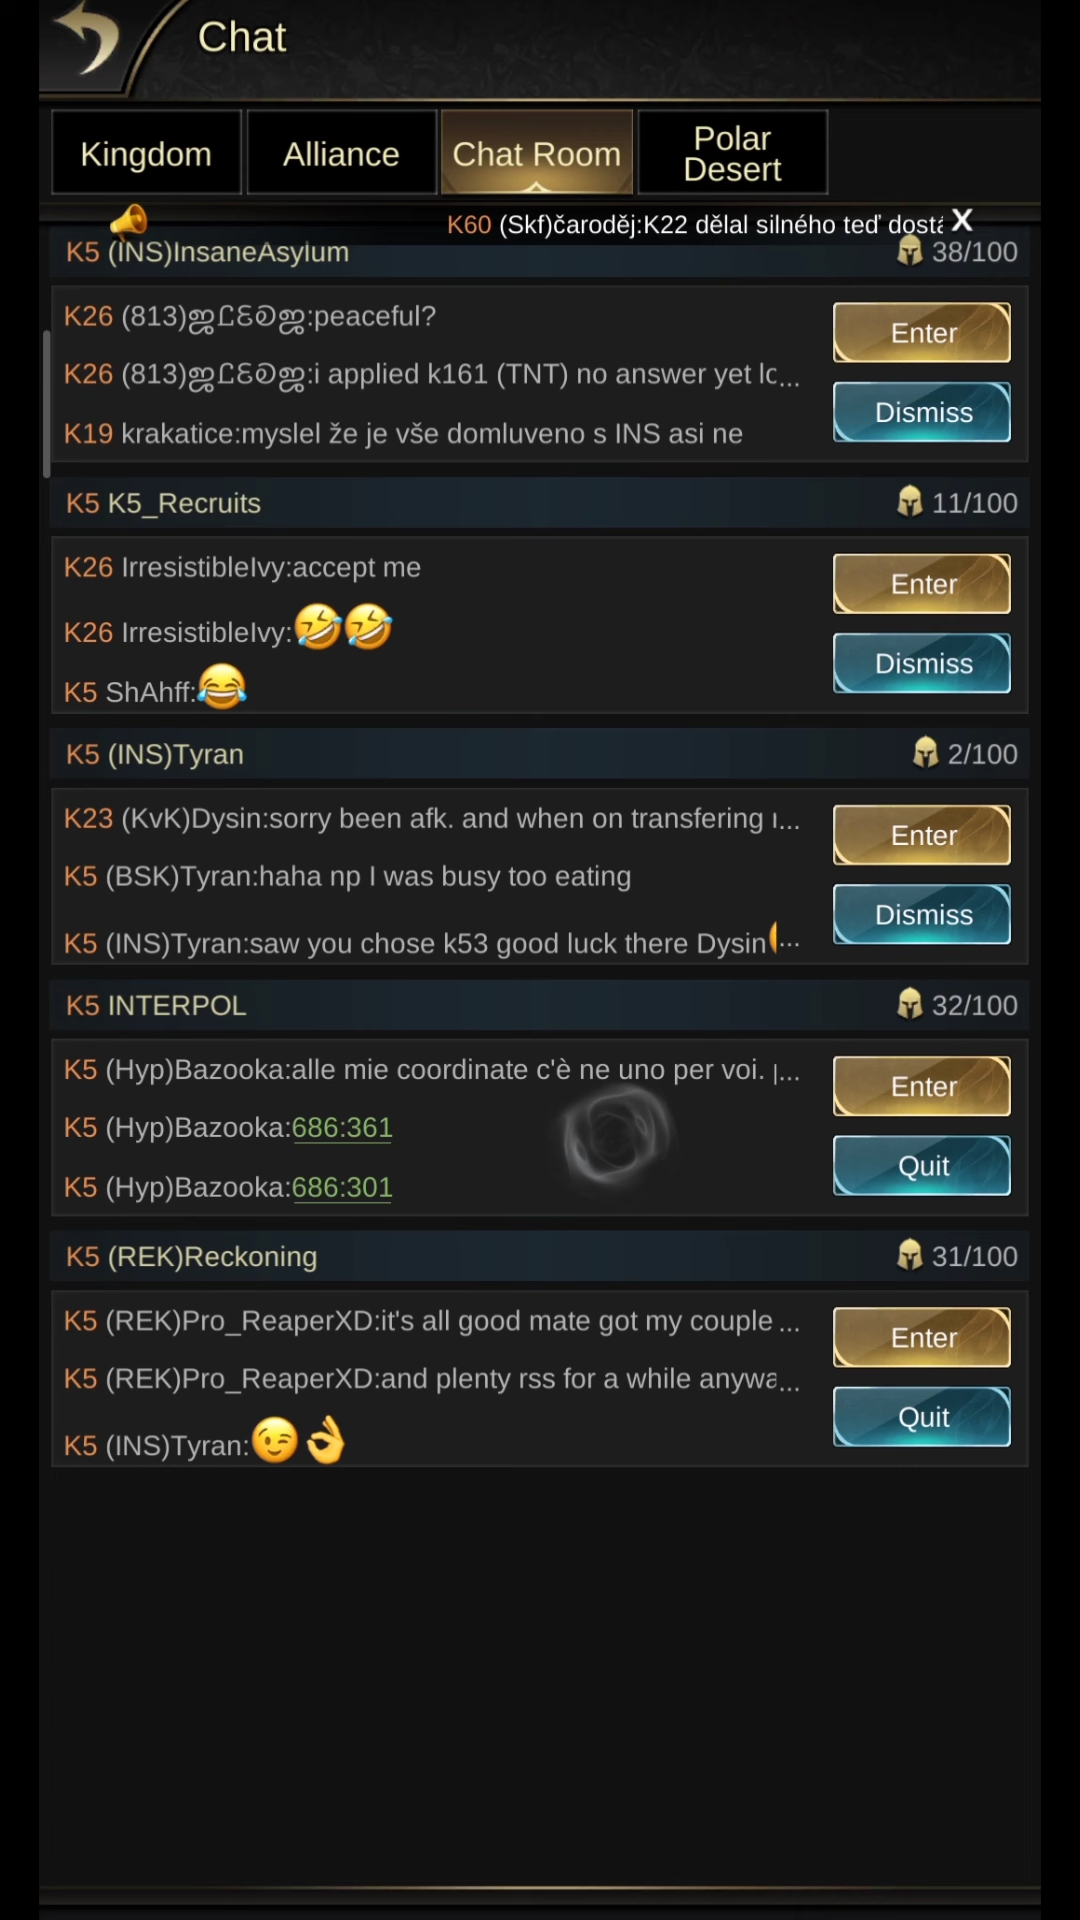 Chat
Kingdom
Alliance
Chat Room
Polar
Desert
K60 (Skf)čaroděj:K22 dělal silného teď dostá
X
K5 (INS)InsaneAsylum
38/100
K26 (813)ஜᏝᏋᎧஜ:peaceful?
K26 (813)ஜᏝᏋᎧஜ:i applied k161 (TNT) no answer yet lo...
K19 krakatice:myslel že je vše domluveno s INS asi ne
Enter
Dismiss
K5 K5_Recruits
11/100
K26 IrresistibleIvy:accept me
K26 IrresistibleIvy:🤣🤣
K5 ShAhff:😂
Enter
Dismiss
K5 (INS)Tyran
2/100
K23 (KvK)Dysin:sorry been afk. and when on transfering ...
K5 (BSK)Tyran:haha np I was busy too eating
K5 (INS)Tyran:saw you chose k53 good luck there Dysin...
Enter
Dismiss
K5 INTERPOL
32/100
K5 (Hyp)Bazooka:alle mie coordinate c'è ne uno per voi. ...
K5 (Hyp)Bazooka:686:361
K5 (Hyp)Bazooka:686:301
Enter
Quit
K5 (REK)Reckoning
31/100
K5 (REK)Pro_ReaperXD:it's all good mate got my couple ...
K5 (REK)Pro_ReaperXD:and plenty rss for a while anywa...
K5 (INS)Tyran:😉👌
Enter
Quit